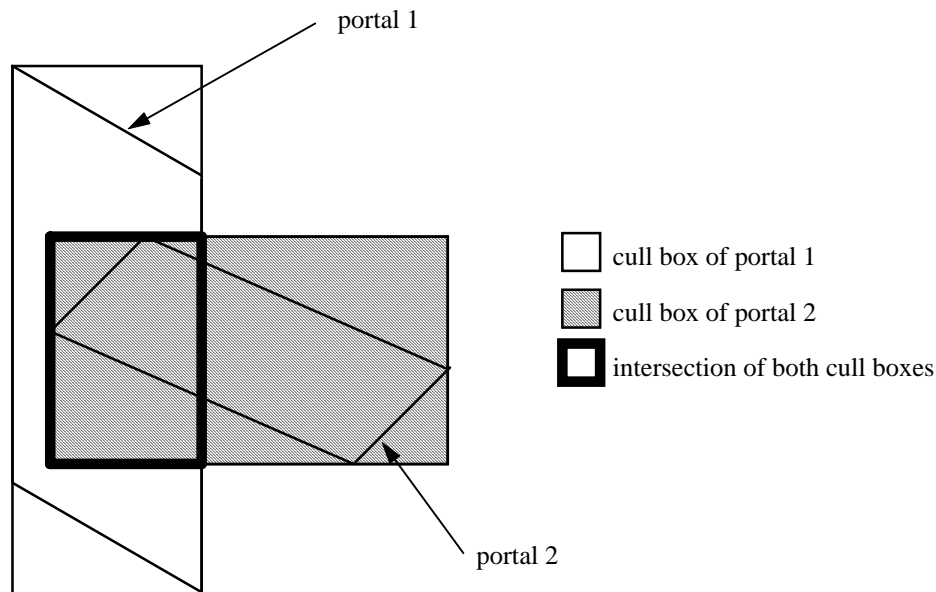 portal 1
cull box of portal 1
cull box of portal 2
intersection of both cull boxes
portal 2